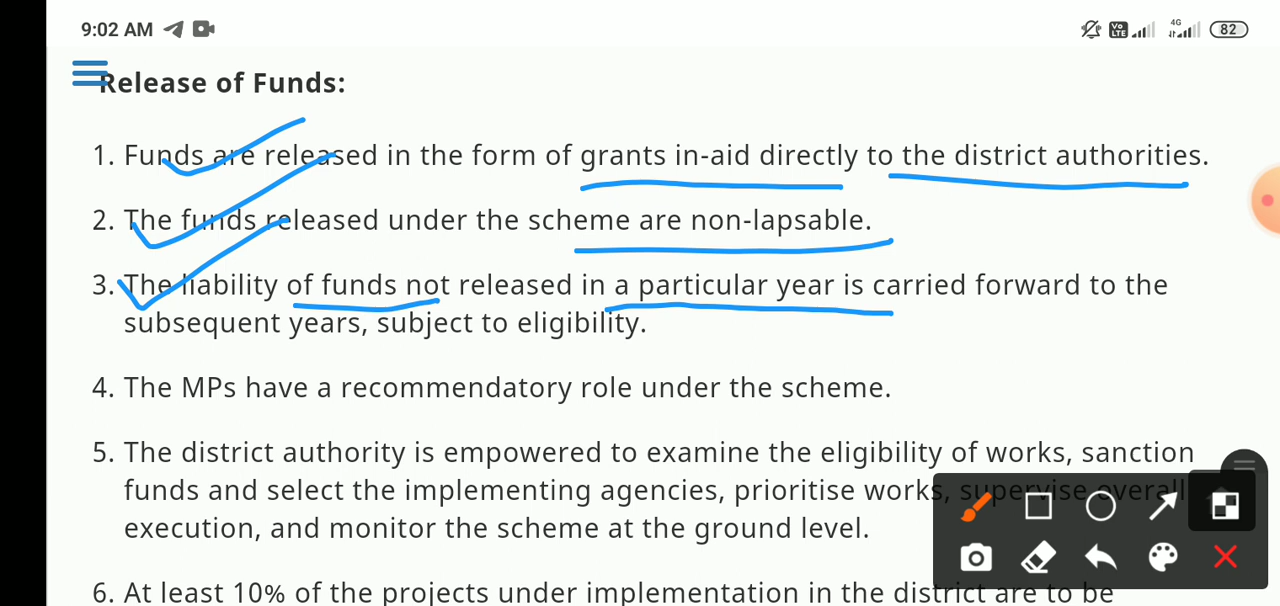 9:02 AM
Vo LTE
4G
82
Release of Funds:
1. Funds are released in the form of grants in-aid directly to the district authorities.
2. The funds released under the scheme are non-lapsable.
3. The liability of funds not released in a particular year is carried forward to the
subsequent years, subject to eligibility.
4. The MPs have a recommendatory role under the scheme.
5. The district authority is empowered to examine the eligibility of works, sanction
funds and select the implementing agencies, prioritise works, supervise overall
execution, and monitor the scheme at the ground level.
6. At least 10% of the projects under implementation in the district are to be